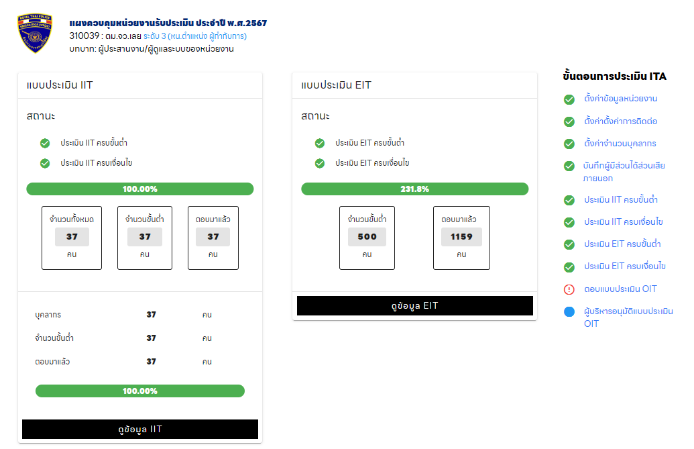 แผงควบคุมหน่วยงานรับประเมิน ประจำปี พ.ศ.2567
310039 : ตม.จว.เลย ระดับ 3 (หน.ตำแหน่ง ผู้กำกับการ)
บทบาท: ผู้ประสานงาน/ผู้ดูแลระบบของหน่วยงาน
แบบประเมิน IIT
สถานะ
ประเมิน IIT ครบขั้นต่ำ
ประเมิน IIT ครบเงื่อนไข
100.00%
จำนวนทั้งหมด
37
คน
จำนวนขั้นต่ำ
37
คน
ตอบมาแล้ว
37
คน
บุคลากร 37 คน
จำนวนขั้นต่ำ 37 คน
ตอบมาแล้ว 37 คน
100.00%
ดูข้อมูล IIT
แบบประเมิน EIT
สถานะ
ประเมิน EIT ครบขั้นต่ำ
ประเมิน EIT ครบเงื่อนไข
231.8%
จำนวนขั้นต่ำ
500
คน
ตอบมาแล้ว
1159
คน
ดูข้อมูล EIT
ขั้นตอนการประเมิน ITA
ตั้งค่าข้อมูลหน่วยงาน
ตั้งค่าตั้งค่าการติดต่อ
ตั้งค่าจำนวนบุคลากร
บันทึกผู้มีส่วนได้ส่วนเสีย
ภายนอก
ประเมิน IIT ครบขั้นต่ำ
ประเมิน IIT ครบเงื่อนไข
ประเมิน EIT ครบขั้นต่ำ
ประเมิน EIT ครบเงื่อนไข
ตอบแบบประเมิน OIT
ผู้บริหารอนุมัติแบบประเมิน
OIT